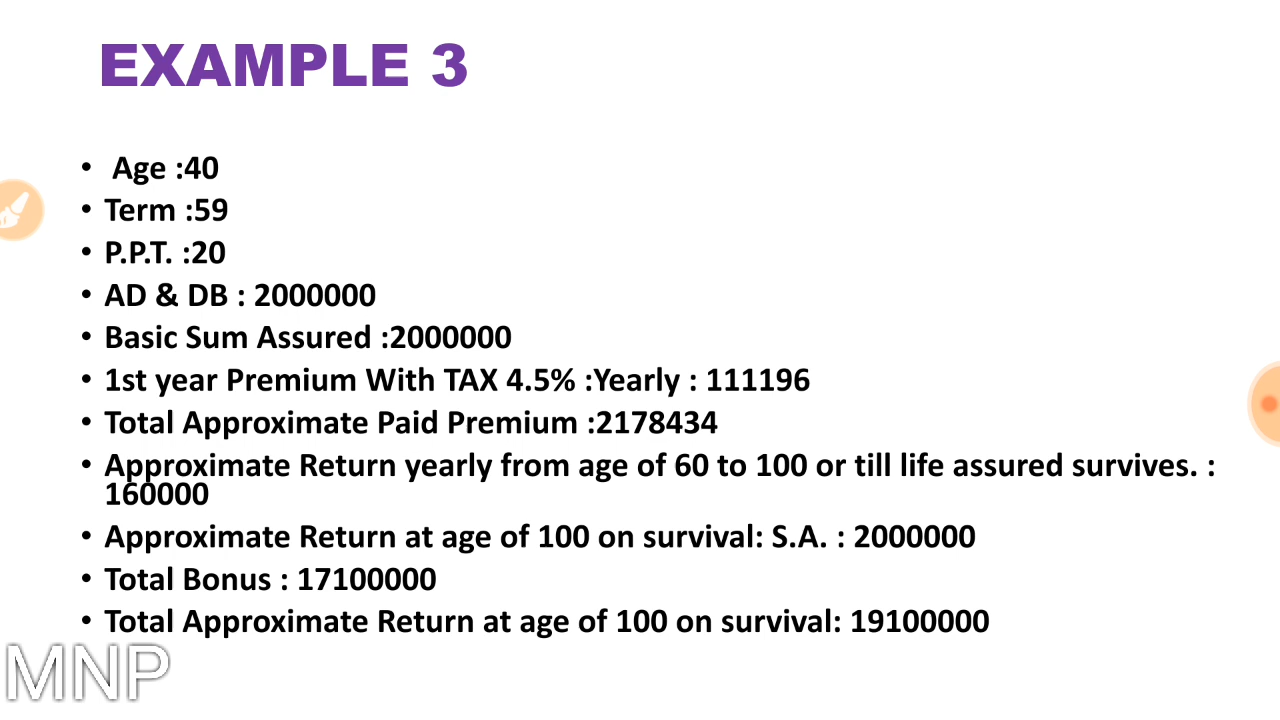 EXAMPLE 3
• Age :40
• Term :59
• P.P.T. :20
• AD & DB : 2000000
• Basic Sum Assured :2000000
• 1st year Premium With TAX 4.5% :Yearly : 111196
• Total Approximate Paid Premium :2178434
• Approximate Return yearly from age of 60 to 100 or till life assured survives. :
160000
• Approximate Return at age of 100 on survival: S.A. : 2000000
• Total Bonus : 17100000
• Total Approximate Return at age of 100 on survival: 19100000
MNP